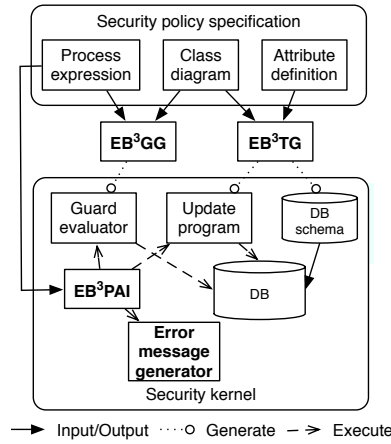 Security policy specification
Process
expression
Class
diagram
Attribute
definition
EB³GG
EB³TG
Guard
evaluator
Update
program
DB
schema
EB³PAI
DB
Error
message
generator
Security kernel
Input/Output
Generate
Execute